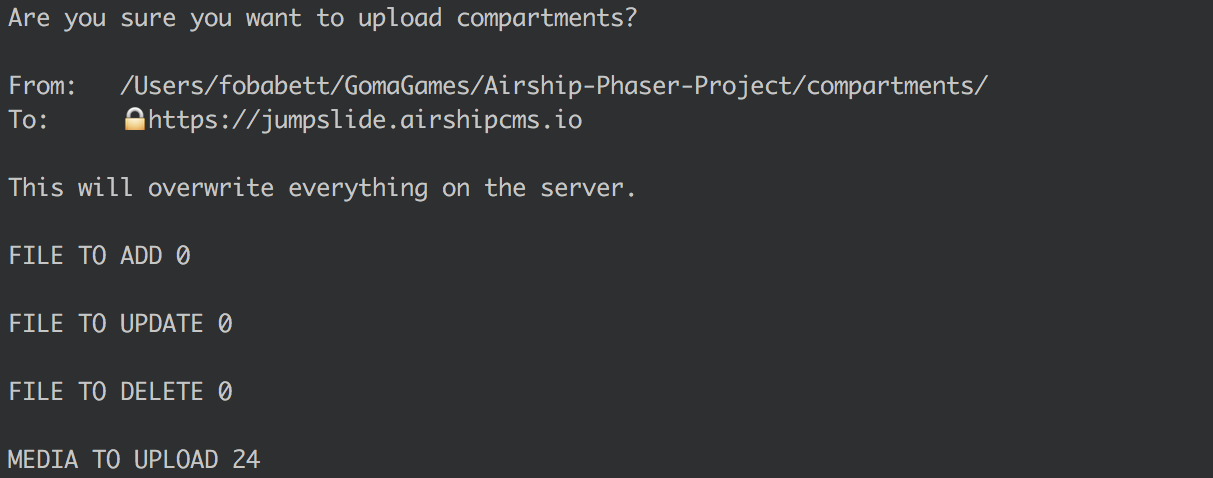 Are you sure you want to upload compartments?
From: /Users/fobabett/GomaGames/Airship-Phaser-Project/compartments/
To: 🔒https://jumpslide.airshipcms.io
This will overwrite everything on the server.
FILE TO ADD 0
FILE TO UPDATE 0
FILE TO DELETE 0
MEDIA TO UPLOAD 24